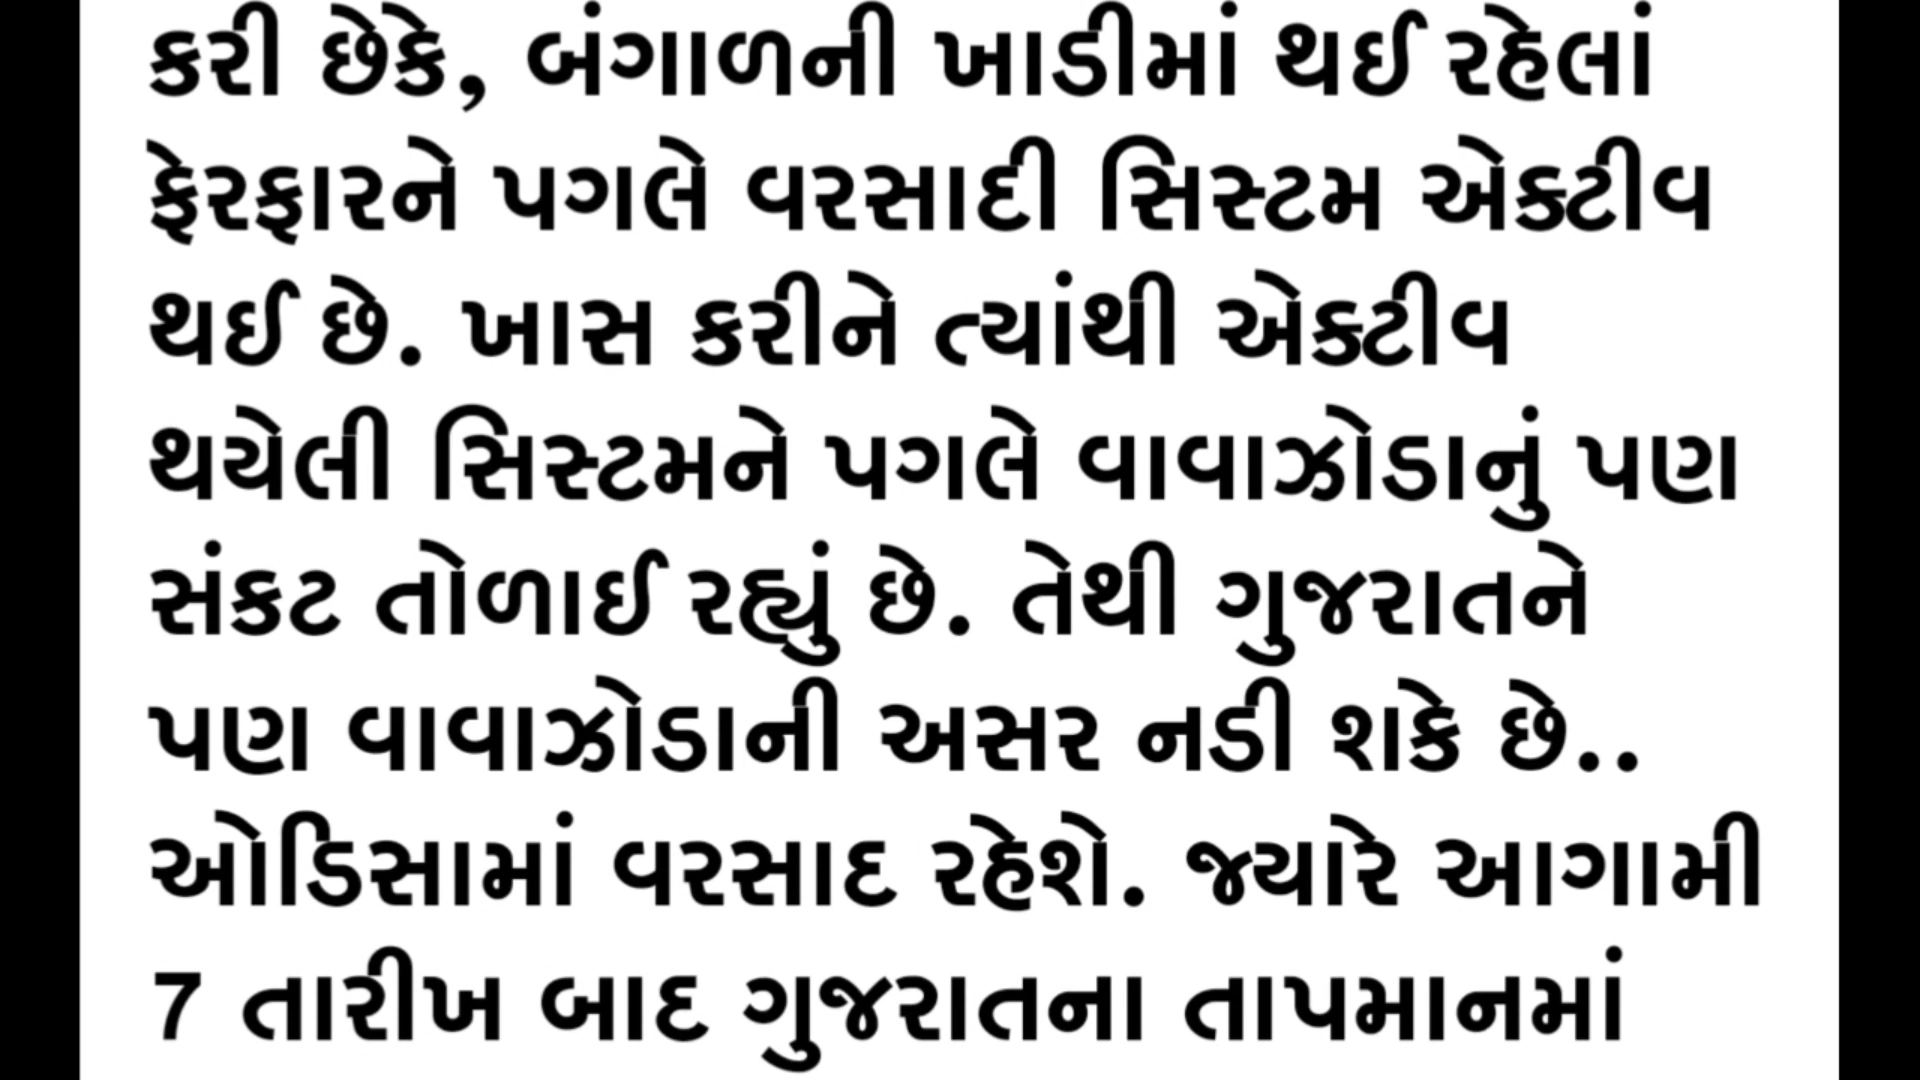 કરી છેકે, બંગાળની ખાડીમાં થઈ રહેલાં
ફેરફારને પગલે વરસાદી સિસ્ટમ એક્ટીવ
થઈ છે. ખાસ કરીને ત્યાંથી એક્ટીવ
થયેલી સિસ્ટમને પગલે વાવાઝોડાનું પણ
સંકટ તોળાઈ રહ્યું છે. તેથી ગુજરાતને
પણ વાવાઝોડાની અસર નડી શકે છે..
ઓડિસામાં વરસાદ રહેશે. જ્યારે આગામી
7 તારીખ બાદ ગુજરાતના તાપમાનમાં